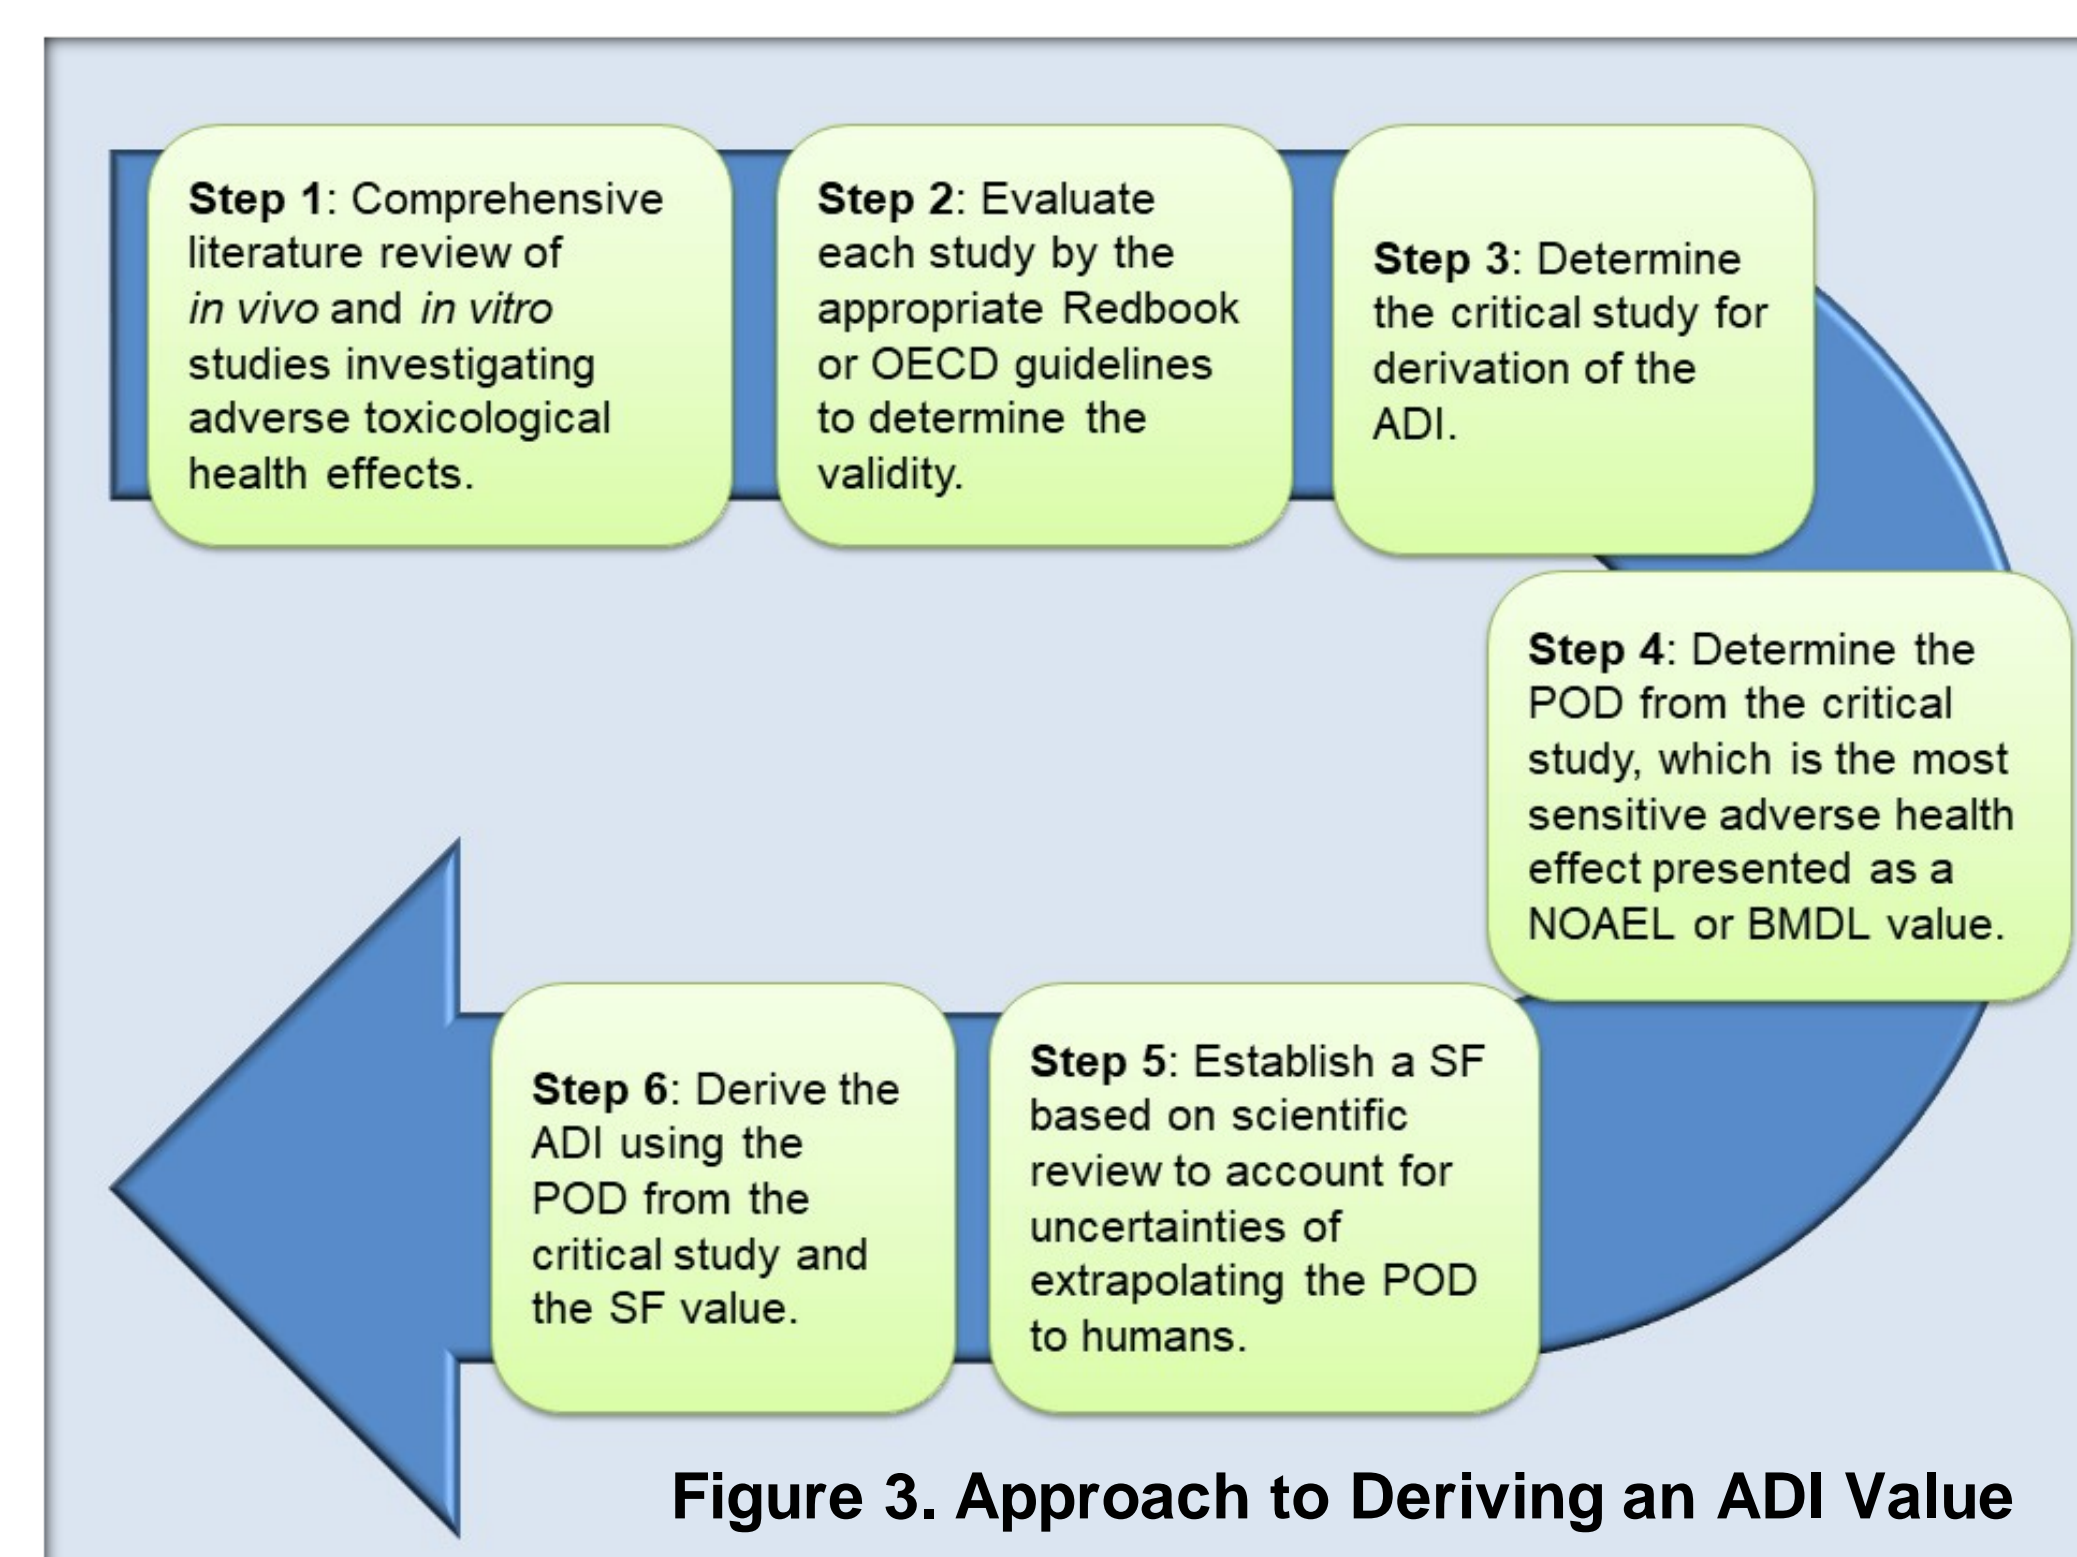 Step 1: Comprehensive
literature review of
in vivo and in vitro
studies investigating
adverse toxicological
health effects.
Step 2: Evaluate
each study by the
appropriate Redbook
or OECD guidelines
to determine the
validity.
Step 3: Determine
the critical study for
derivation of the
ADI.
Step 4: Determine the
POD from the critical
study, which is the most
sensitive adverse health
effect presented as a
NOAEL or BMDL value.
Step 5: Establish a SF
based on scientific
review to account for
uncertainties of
extrapolating the POD
to humans.
Step 6: Derive the
ADI using the
POD from the
critical study and
the SF value.
Figure 3. Approach to Deriving an ADI Value